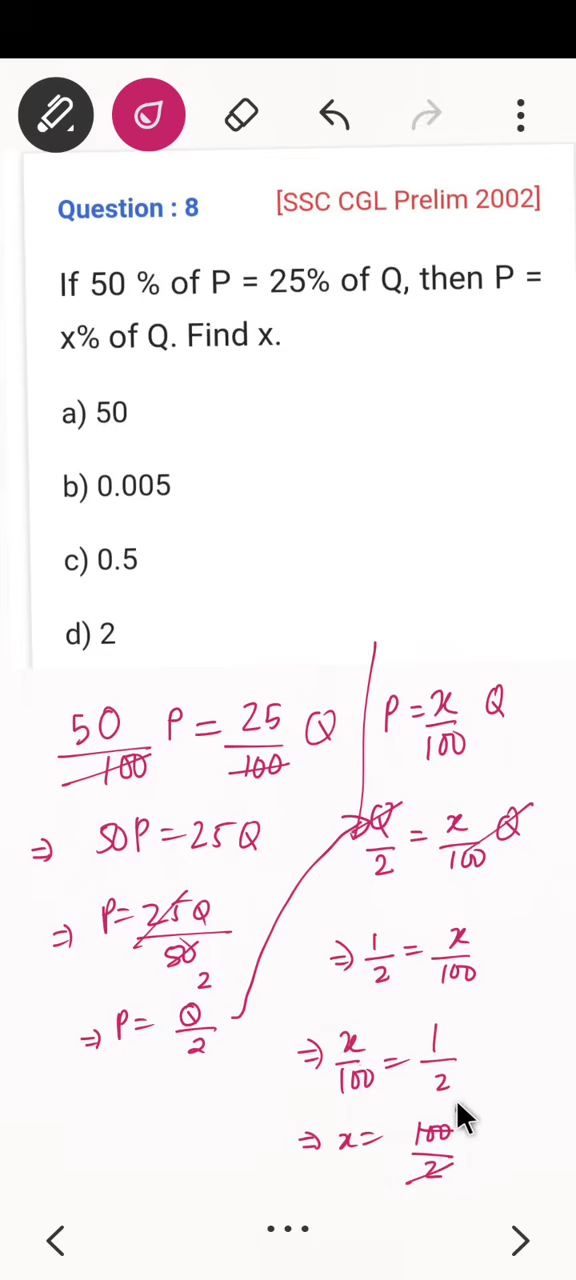 Question : 8 [SSC CGL Prelim 2002]
If 50 % of P = 25% of Q, then P =
x% of Q. Find x.
a) 50
b) 0.005
c) 0.5
d) 2
50/100 P = 25/100 Q
⇒ 50P = 25Q
⇒ P = 25Q/50 2
⇒ P = Q/2
P = x/100 Q
Q/2 = x/100 Q
⇒ 1/2 = x/100
⇒ x/100 = 1/2
⇒ x = 100/2